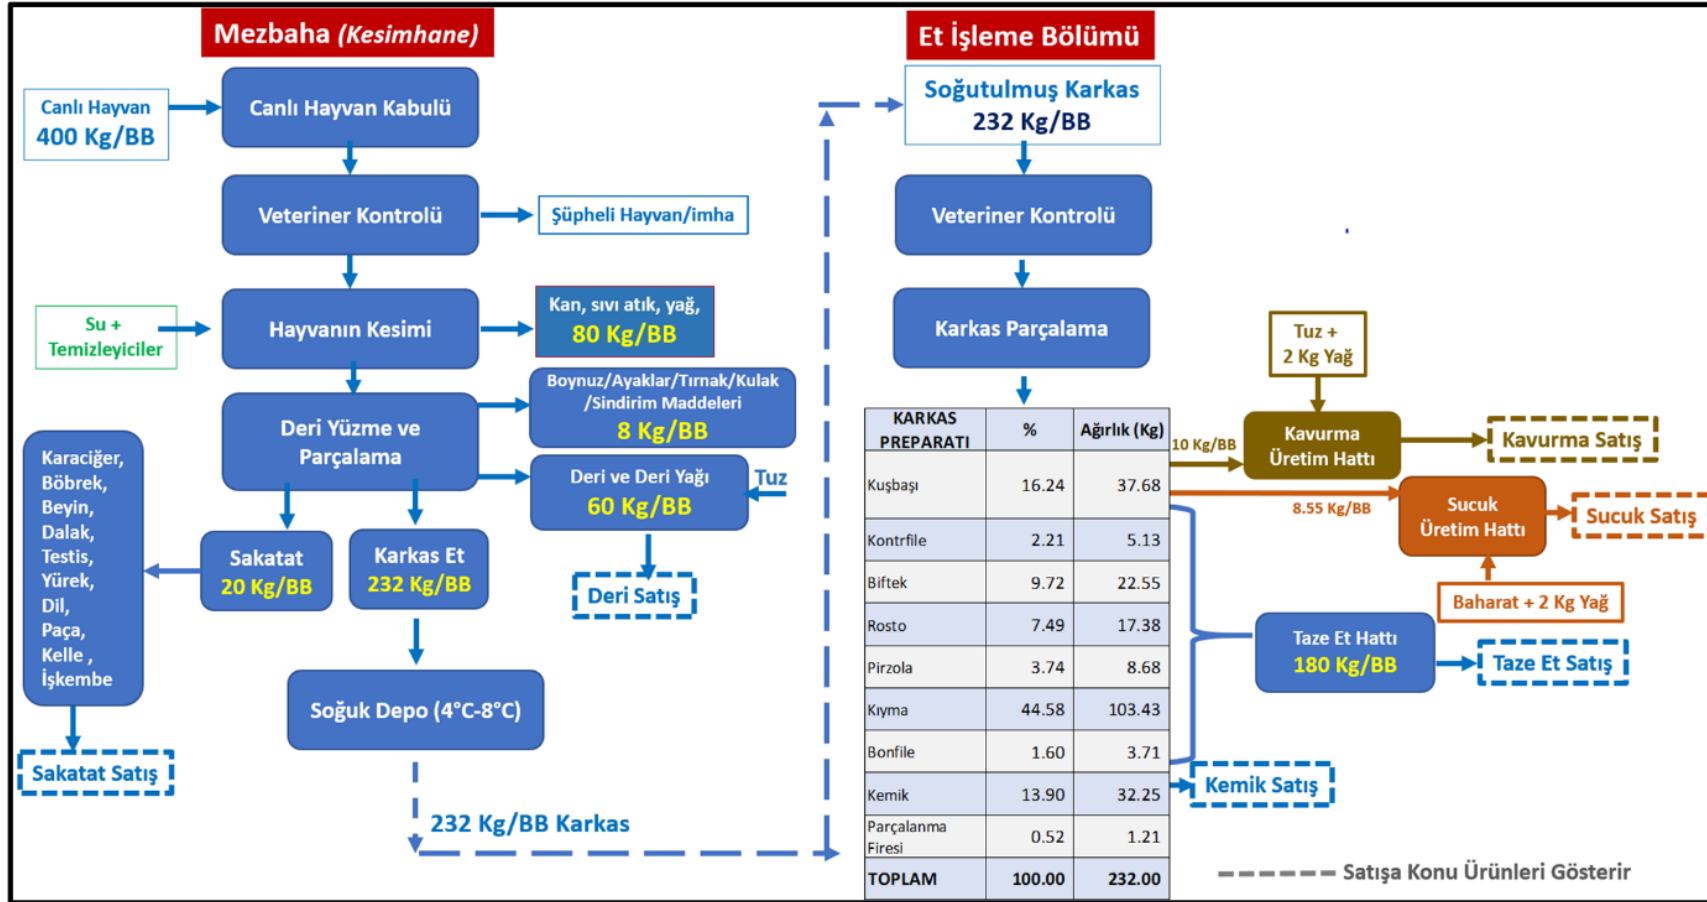 Mezbaha (Kesimhane)
Canlı Hayvan
400 Kg/BB
Canlı Hayvan Kabulü
Veteriner Kontrolü
Şüpheli Hayvan/imha
Su +
Temizleyiciler
Hayvanın Kesimi
Kan, sıvı atık, yağ,
80 Kg/BB
Deri Yüzme ve
Parçalama
Boynuz/Ayaklar/Tırnak/Kulak
/Sindirim Maddeleri
8 Kg/BB
Deri ve Deri Yağı
60 Kg/BB
Tuz
Deri Satış
Sakatat
20 Kg/BB
Karkas Et
232 Kg/BB
Karaciğer,
Böbrek,
Beyin,
Dalak,
Testis,
Yürek,
Dil,
Paça,
Kelle ,
İşkembe
Sakatat Satış
Soğuk Depo (4°C-8°C)
232 Kg/BB Karkas
Et İşleme Bölümü
Soğutulmuş Karkas
232 Kg/BB
Veteriner Kontrolü
Karkas Parçalama
KARKAS PREPARATI % Ağırlık (Kg)
Kuşbaşı 16.24 37.68
Kontrfile 2.21 5.13
Biftek 9.72 22.55
Rosto 7.49 17.38
Pirzola 3.74 8.68
Kıyma 44.58 103.43
Bonfile 1.60 3.71
Kemik 13.90 32.25
Parçalanma Firesi 0.52 1.21
TOPLAM 100.00 232.00
Tuz +
2 Kg Yağ
10 Kg/BB
Kavurma
Üretim Hattı
Kavurma Satış
8.55 Kg/BB
Sucuk
Üretim Hattı
Sucuk Satış
Baharat + 2 Kg Yağ
Taze Et Hattı
180 Kg/BB
Taze Et Satış
Kemik Satış
Satışa Konu Ürünleri Gösterir